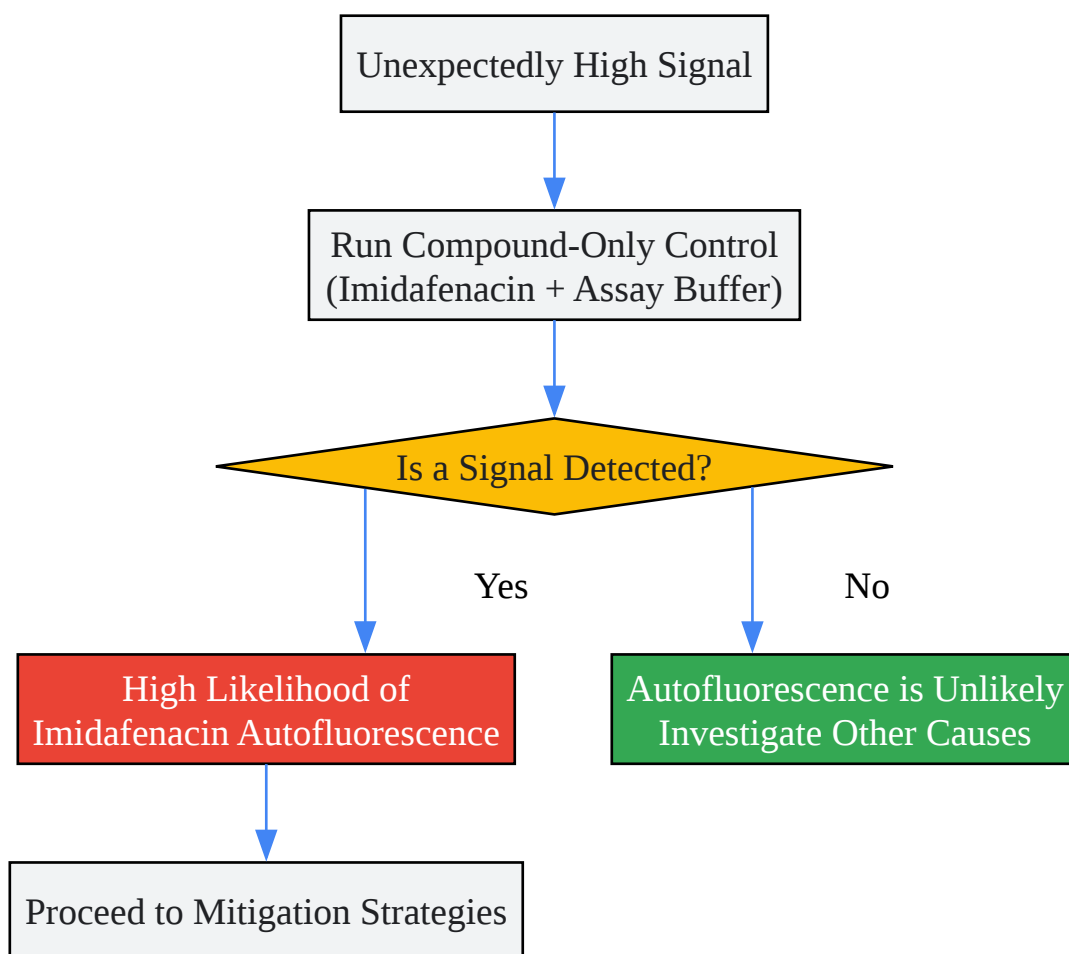 Unexpectedly High Signal
Run Compound-Only Control
(Imidafenacin + Assay Buffer)
Is a Signal Detected?
Yes
No
High Likelihood of
Imidafenacin Autofluorescence
Autofluorescence is Unlikely
Investigate Other Causes
Proceed to Mitigation Strategies